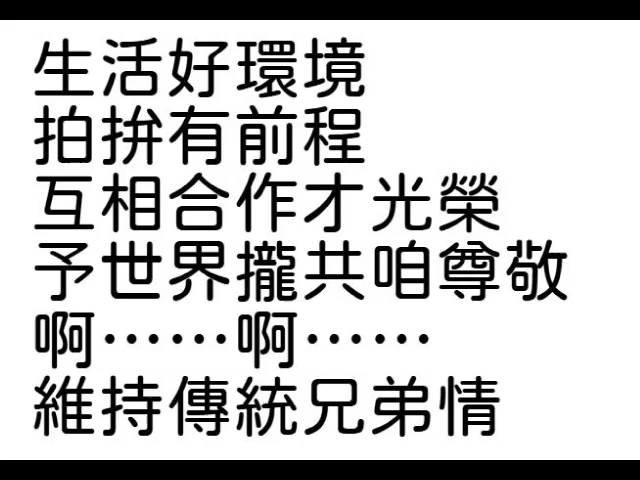 生活好環境
拍拚有前程
互相合作才光榮
予世界攏共咱尊敬
啊⋯⋯啊⋯⋯
維持傳統兄弟情